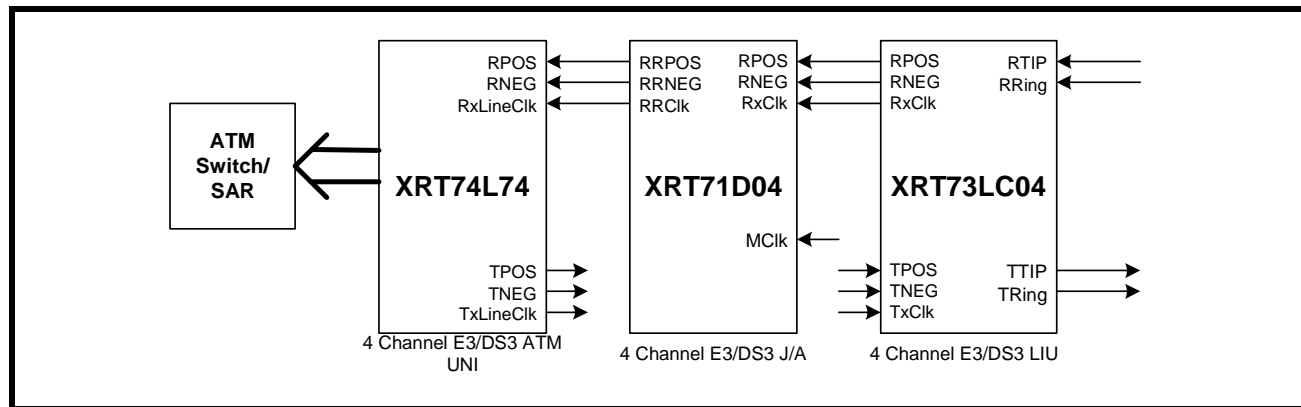 ATM
Switch/
SAR
RPOS
RNEG
RxLineClk
XRT74L74
TPOS
TNEG
TxLineClk
4 Channel E3/DS3 ATM
UNI
RRPOS
RRNEG
RRClk
RPOS
RNEG
RxClk
XRT71D04
MClk
4 Channel E3/DS3 J/A
RPOS
RNEG
RxClk
RTIP
RRing
XRT73LC04
TPOS
TNEG
TxClk
TTIP
TRing
4 Channel E3/DS3 LIU